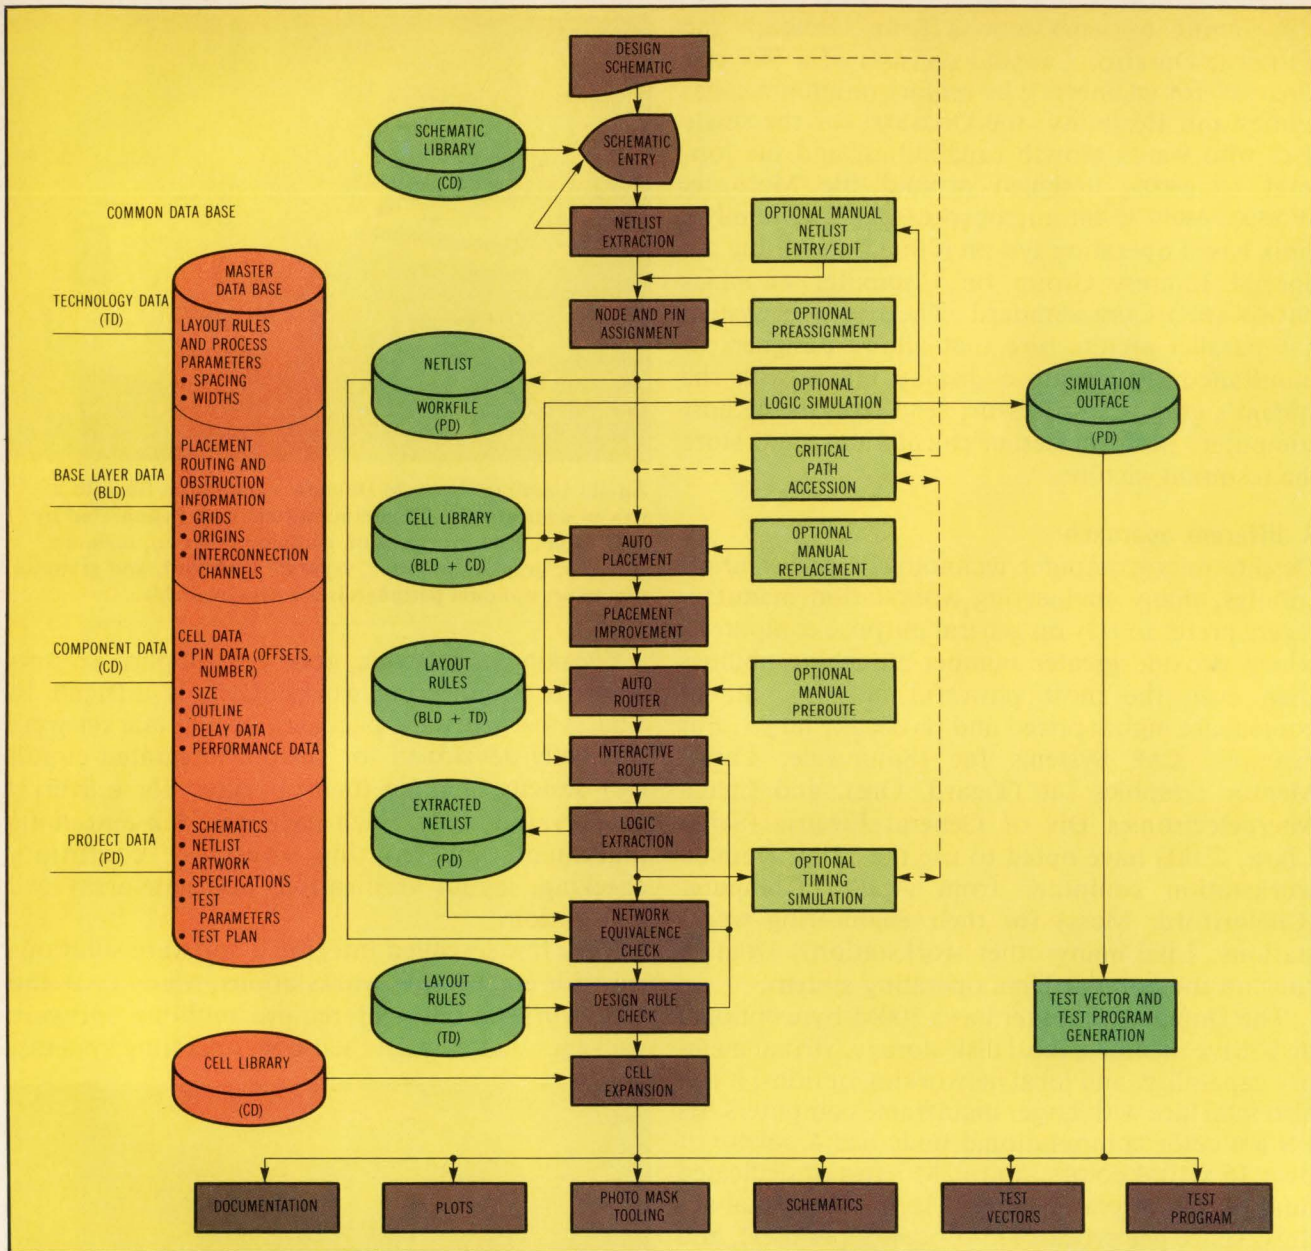 DESIGN
SCHEMATIC
SCHEMATIC
LIBRARY
(CD)
SCHEMATIC
ENTRY
COMMON DATA BASE
NETLIST
EXTRACTION
OPTIONAL MANUAL
NETLIST
ENTRY/EDIT
MASTER
DATA BASE
TECHNOLOGY DATA
(TD)
LAYOUT RULES
AND PROCESS
PARAMETERS
• SPACING
• WIDTHS
NODE AND PIN
ASSIGNMENT
OPTIONAL
PREASSIGNMENT
NETLIST
WORKFILE
(PD)
OPTIONAL
LOGIC SIMULATION
SIMULATION
OUTFACE
(PD)
BASE LAYER DATA
(BLD)
PLACEMENT
ROUTING AND
OBSTRUCTION
INFORMATION
• GRIDS
• ORIGINS
• INTERCONNECTION
CHANNELS
CRITICAL
PATH
ACCESSION
CELL LIBRARY
(BLD + CD)
AUTO
PLACEMENT
OPTIONAL
MANUAL
REPLACEMENT
PLACEMENT
IMPROVEMENT
COMPONENT DATA
(CD)
CELL DATA
• PIN DATA (OFFSETS,
NUMBER)
• SIZE
• OUTLINE
• DELAY DATA
• PERFORMANCE DATA
LAYOUT
RULES
(BLD + TD)
AUTO
ROUTER
OPTIONAL
MANUAL
PREROUTE
INTERACTIVE
ROUTE
EXTRACTED
NETLIST
(PD)
LOGIC
EXTRACTION
PROJECT DATA
(PD)
• SCHEMATICS
• NETLIST
• ARTWORK
• SPECIFICATIONS
• TEST
PARAMETERS
• TEST PLAN
OPTIONAL
TIMING
SIMULATION
NETWORK
EQUIVALENCE
CHECK
LAYOUT
RULES
(TD)
DESIGN RULE
CHECK
TEST VECTOR AND
TEST PROGRAM
GENERATION
CELL LIBRARY
(CD)
CELL
EXPANSION
DOCUMENTATION
PLOTS
PHOTO MASK
TOOLING
SCHEMATICS
TEST
VECTORS
TEST
PROGRAM